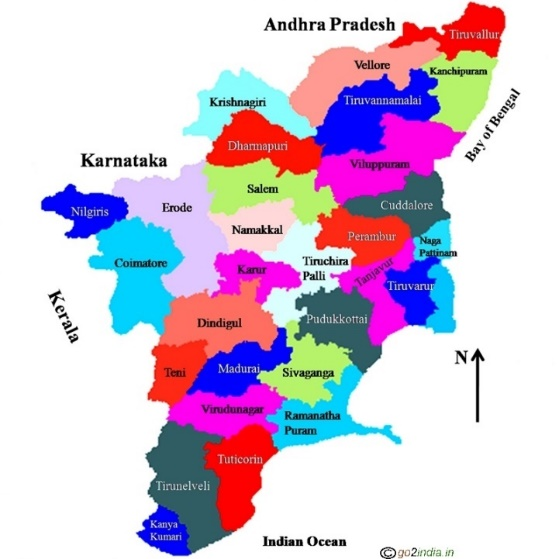 Andhra Pradesh
Tiruvallur
Vellore
Kanchipuram
Krishnagiri
Tiruvannamalai
Bay of Bengal
Dharmapuri
Karnataka
Viluppuram
Salem
Nilgiris
Erode
Cuddalore
Namakkal
Perambur
Naga
Pattinam
Coimatore
Karur
Tiruchira
Palli
Tanjavur
Tiruvarur
Kerala
Dindigul
Pudukkottai
N
Teni
Madurai
Sivaganga
Virudunagar
Ramanatha
Puram
Tuticorin
Tirunelveli
Kanya
Kumari
Indian Ocean
© go2india.in